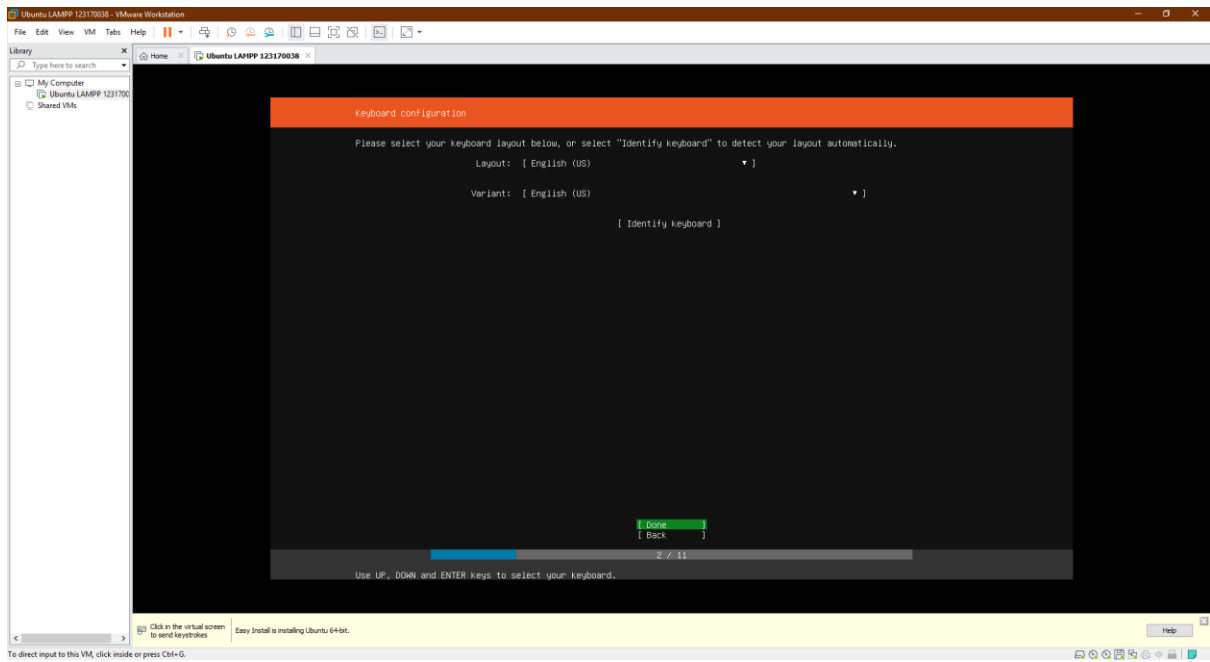 Ubuntu LAMPP 123170038 - VMware Workstation
File Edit View VM Tabs Help
Library
Home
Ubuntu LAMPP 123170038
Type here to search
My Computer
Ubuntu LAMPP 1231700
Shared VMs
Keyboard configuration
Please select your keyboard layout below, or select "Identify keyboard" to detect your layout automatically.
Layout: [ English (US) ▾ ]
Variant: [ English (US) ▾ ]
[ Identify keyboard ]
[ Done ]
[ Back ]
2 / 11
Use UP, DOWN and ENTER keys to select your keyboard.
Click in the virtual screen
to send keystrokes
Easy Install is installing Ubuntu 64-bit.
Help
To direct input to this VM, click inside or press Ctrl+G.